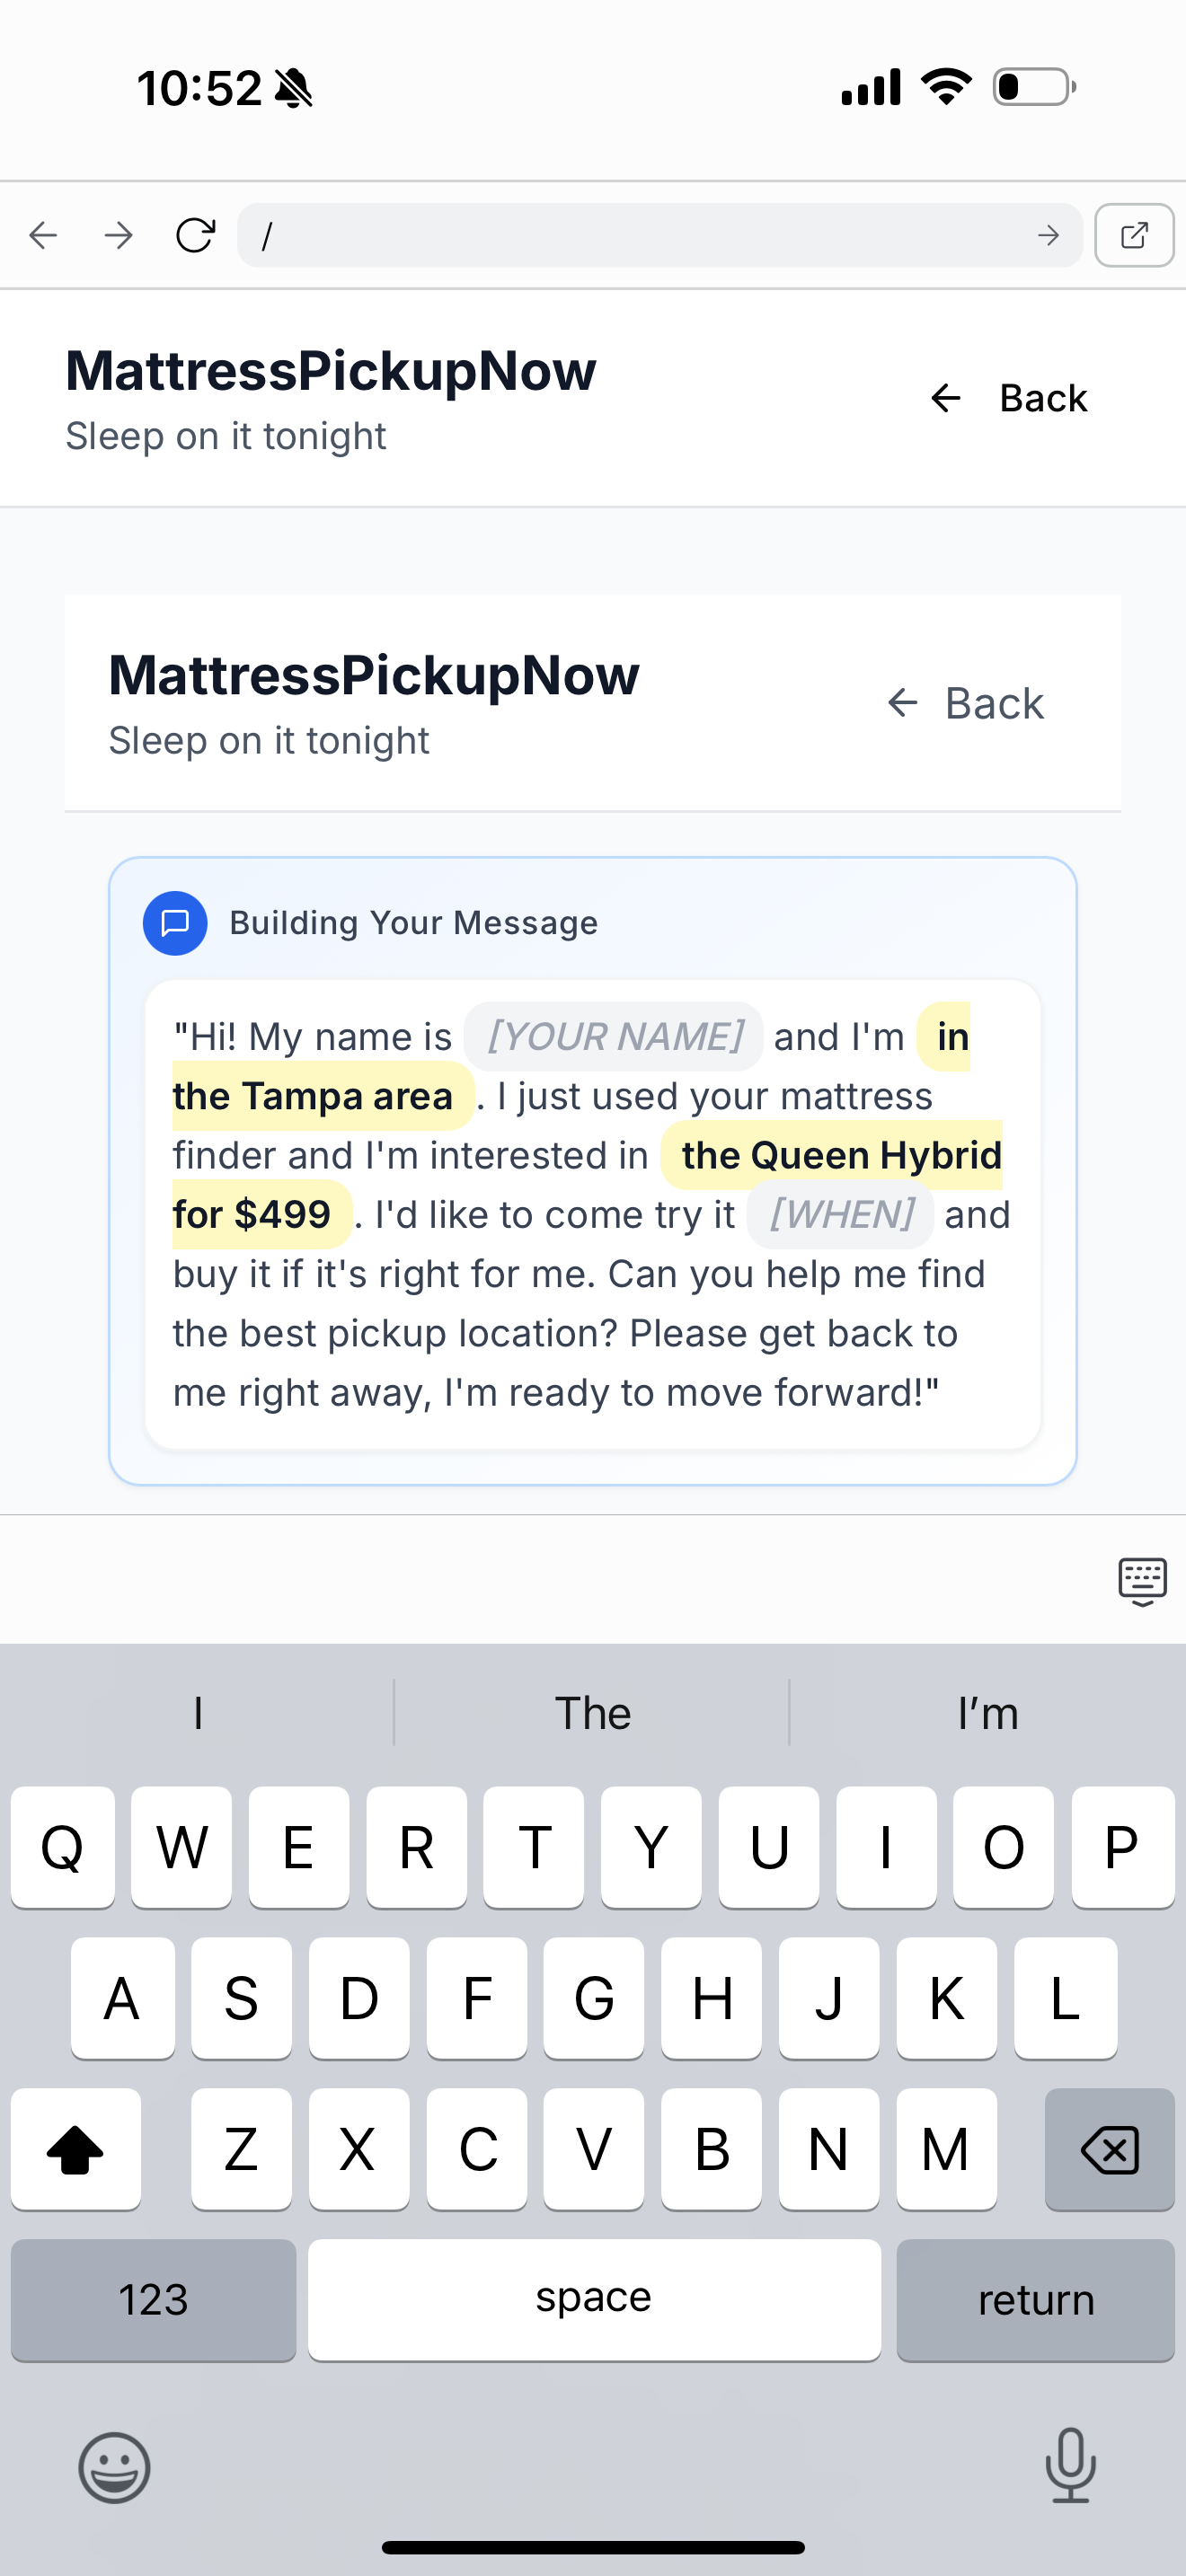 10:52
/
MattressPickupNow
Sleep on it tonight
Back
MattressPickupNow
Sleep on it tonight
Back
Building Your Message
"Hi! My name is [YOUR NAME] and I'm in
the Tampa area . I just used your mattress
finder and I'm interested in the Queen Hybrid
for $499 . I'd like to come try it [WHEN] and
buy it if it's right for me. Can you help me find
the best pickup location? Please get back to
me right away, I'm ready to move forward!"
I The I’m
Q W E R T Y U I O P
A S D F G H J K L
Z X C V B N M
123 space return